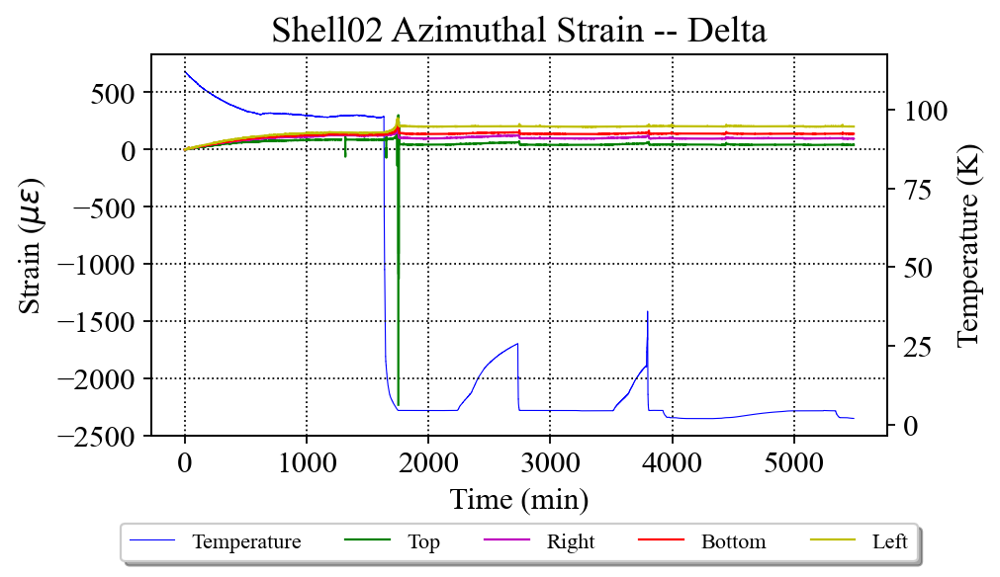 Shell02 Azimuthal Strain -- Delta
500
0
−500
−1000
−1500
−2000
−2500
Strain (με)
100
75
50
25
0
Temperature (K)
0 1000 2000 3000 4000 5000
Time (min)
Temperature Top Right Bottom Left